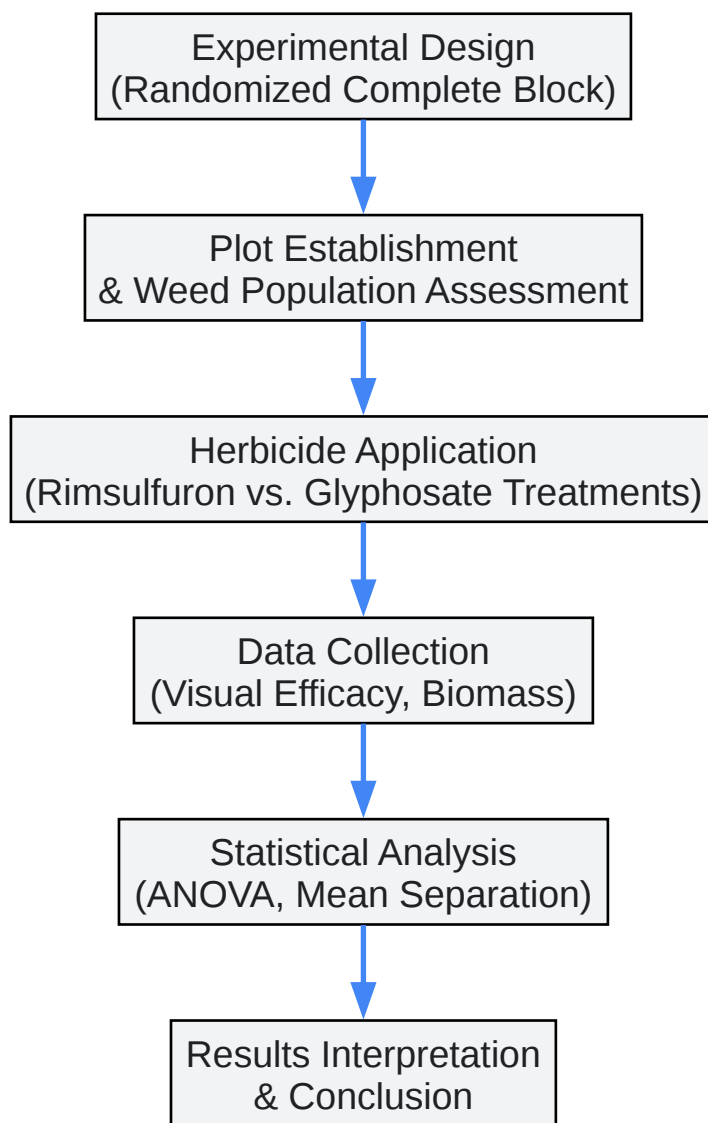 Experimental Design
(Randomized Complete Block)
Plot Establishment
& Weed Population Assessment
Herbicide Application
(Rimsulfuron vs. Glyphosate Treatments)
Data Collection
(Visual Efficacy, Biomass)
Statistical Analysis
(ANOVA, Mean Separation)
Results Interpretation
& Conclusion